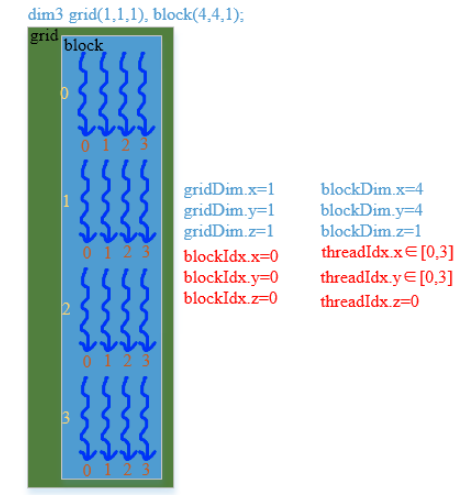 dim3 grid(1,1,1), block(4,4,1);
grid
block
0
0 1 2 3
1
0 1 2 3
2
0 1 2 3
3
0 1 2 3
gridDim.x=1
gridDim.y=1
gridDim.z=1
blockIdx.x=0
blockIdx.y=0
blockIdx.z=0
blockDim.x=4
blockDim.y=4
blockDim.z=1
threadIdx.x∈[0,3]
threadIdx.y∈[0,3]
threadIdx.z=0